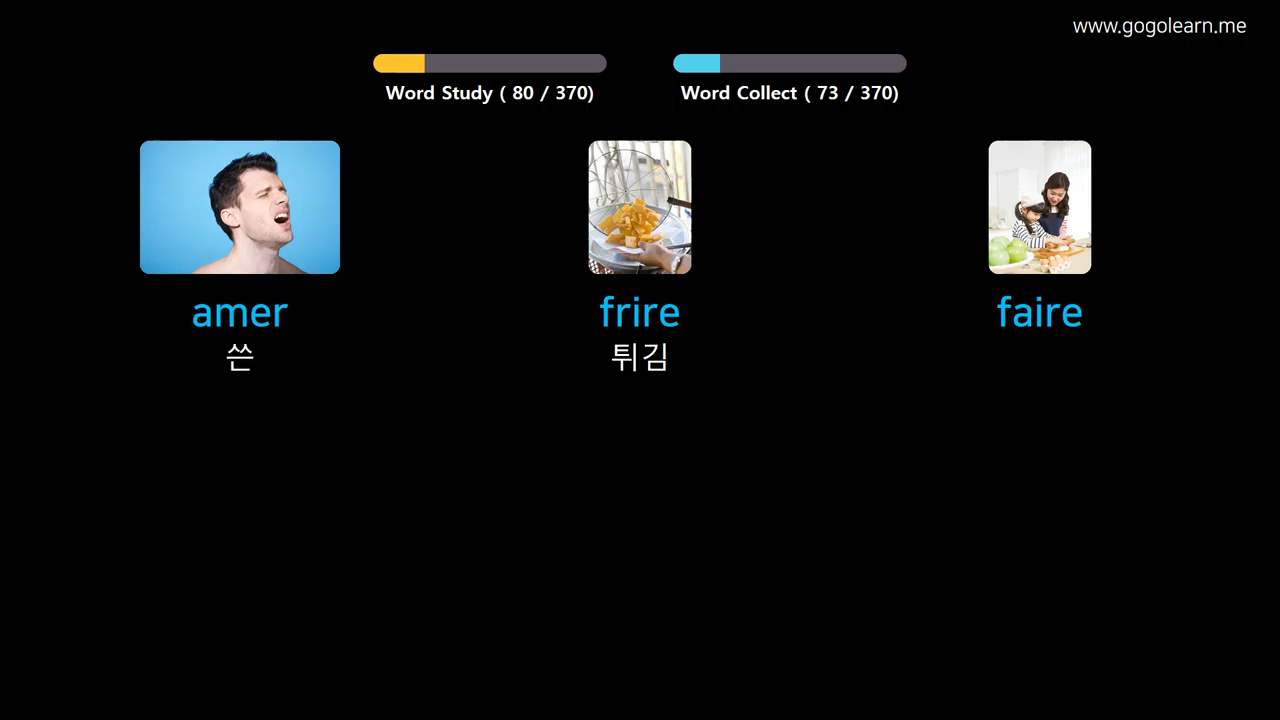 www.gogolearn.me
Word Study ( 80 / 370)
Word Collect ( 73 / 370)
amer
frire
faire
쓴
튀김